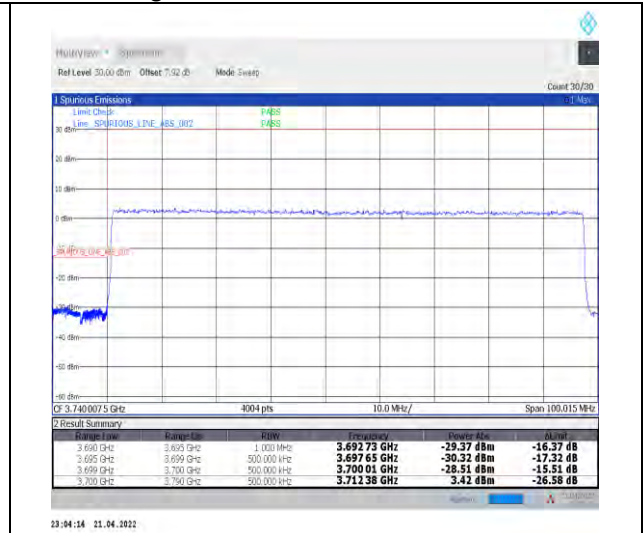 MultiView Spectrum
Ref Level 30.00 dBm Offset 7.92 dB Mode Sweep
Count 30/30
1 Spurious Emissions
Limit Check PASS
Line _SPURIOUS_LINE_ABS_002 PASS
30 dBm
20 dBm
10 dBm
0 dBm
-20 dBm
-30 dBm
-40 dBm
-50 dBm
-60 dBm
CF 3.7400075 GHz 4004 pts 10.0 MHz/ Span 100.015 MHz
2 Result Summary
Range Low Range Up RBW Frequency Power Abs ΔLimit
3.690 GHz 3.695 GHz 1.000 MHz 3.692 73 GHz -29.37 dBm -16.37 dB
3.695 GHz 3.699 GHz 500.000 kHz 3.697 65 GHz -30.32 dBm -17.32 dB
3.699 GHz 3.700 GHz 500.000 kHz 3.700 01 GHz -28.51 dBm -15.51 dB
3.700 GHz 3.790 GHz 500.000 kHz 3.712 38 GHz 3.42 dBm -26.58 dB
23:04:14 21.04.2022